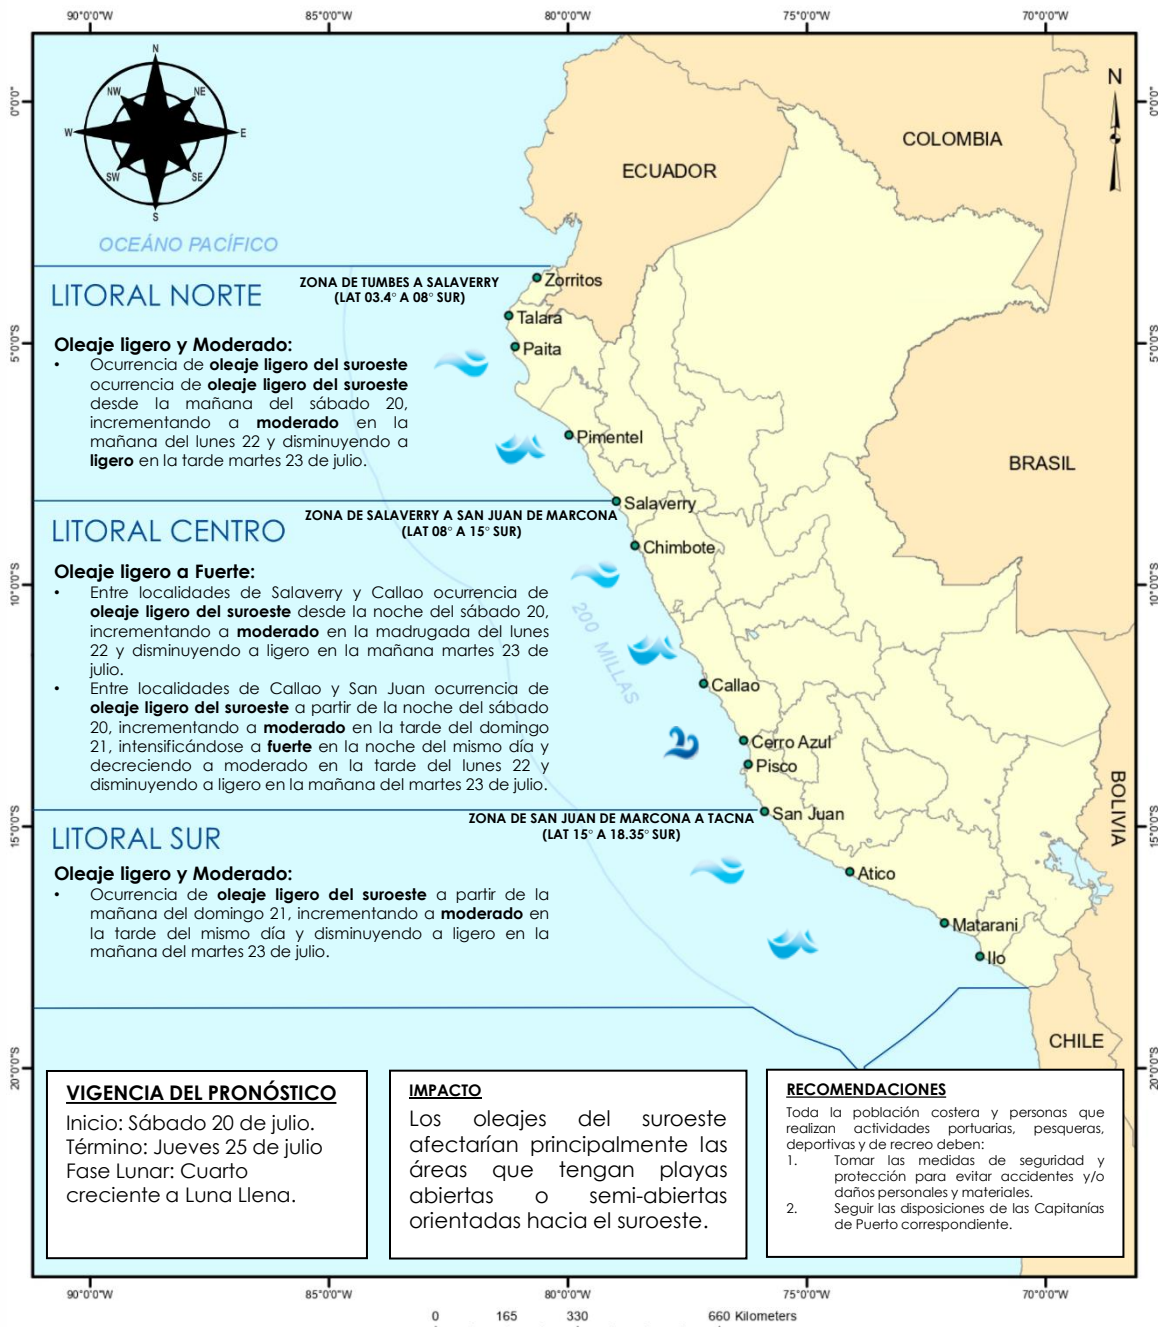 90°0'0"W 85°0'0"W 80°0'0"W 75°0'0"W 70°0'0"W
0°0'0" 0°0'0"
N
NW NE
W E
SW SE
S
N
COLOMBIA
ECUADOR
OCEÁNO PACÍFICO
LITORAL NORTE
ZONA DE TUMBES A SALAVERRY
(LAT 03.4° A 08° SUR)
Zorritos
Talara
Paita
5°0'0"S 5°0'0"S
Oleaje ligero y Moderado:
• Ocurrencia de oleaje ligero del suroeste
ocurrencia de oleaje ligero del suroeste
desde la mañana del sábado 20,
incrementando a moderado en la
mañana del lunes 22 y disminuyendo a
ligero en la tarde martes 23 de julio.
Pimentel
BRASIL
Salaverry
LITORAL CENTRO
ZONA DE SALAVERRY A SAN JUAN DE MARCONA
(LAT 08° A 15° SUR)
Chimbote
10°0'0"S 10°0'0"S
Oleaje ligero a Fuerte:
• Entre localidades de Salaverry y Callao ocurrencia de
oleaje ligero del suroeste desde la noche del sábado 20,
incrementando a moderado en la madrugada del lunes
22 y disminuyendo a ligero en la mañana martes 23 de
julio.
• Entre localidades de Callao y San Juan ocurrencia de
oleaje ligero del suroeste a partir de la noche del sábado
20, incrementando a moderado en la tarde del domingo
21, intensificándose a fuerte en la noche del mismo día y
decreciendo a moderado en la tarde del lunes 22 y
disminuyendo a ligero en la mañana del martes 23 de julio.
200 MILLAS
Callao
Cerro Azul
Pisco
BOLIVIA
San Juan
15°0'0"S 15°0'0"S
LITORAL SUR
ZONA DE SAN JUAN DE MARCONA A TACNA
(LAT 15° A 18.35° SUR)
Oleaje ligero y Moderado:
• Ocurrencia de oleaje ligero del suroeste a partir de la
mañana del domingo 21, incrementando a moderado en
la tarde del mismo día y disminuyendo a ligero en la
mañana del martes 23 de julio.
Atico
Matarani
Ilo
CHILE
20°0'0"S 20°0'0"S
VIGENCIA DEL PRONÓSTICO
Inicio: Sábado 20 de julio.
Término: Jueves 25 de julio
Fase Lunar: Cuarto
creciente a Luna Llena.
IMPACTO
Los oleajes del suroeste
afectarían principalmente las
áreas que tengan playas
abiertas o semi-abiertas
orientadas hacia el suroeste.
RECOMENDACIONES
Toda la población costera y personas que
realizan actividades portuarias, pesqueras,
deportivas y de recreo deben:
1. Tomar las medidas de seguridad y
protección para evitar accidentes y/o
daños personales y materiales.
2. Seguir las disposiciones de las Capitanías
de Puerto correspondiente.
90°0'0"W 85°0'0"W 80°0'0"W 75°0'0"W 70°0'0"W
0 165 330 660 Kilometers